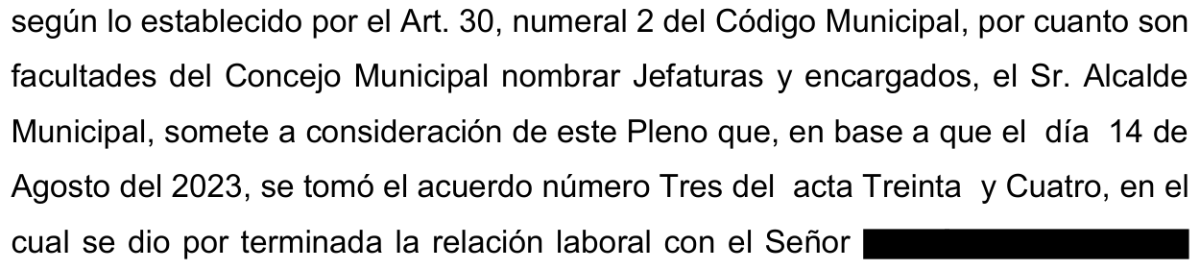 según lo establecido por el Art. 30, numeral 2 del Código Municipal, por cuanto son
facultades del Concejo Municipal nombrar Jefaturas y encargados, el Sr. Alcalde
Municipal, somete a consideración de este Pleno que, en base a que el día 14 de
Agosto del 2023, se tomó el acuerdo número Tres del acta Treinta y Cuatro, en el
cual se dio por terminada la relación laboral con el Señor